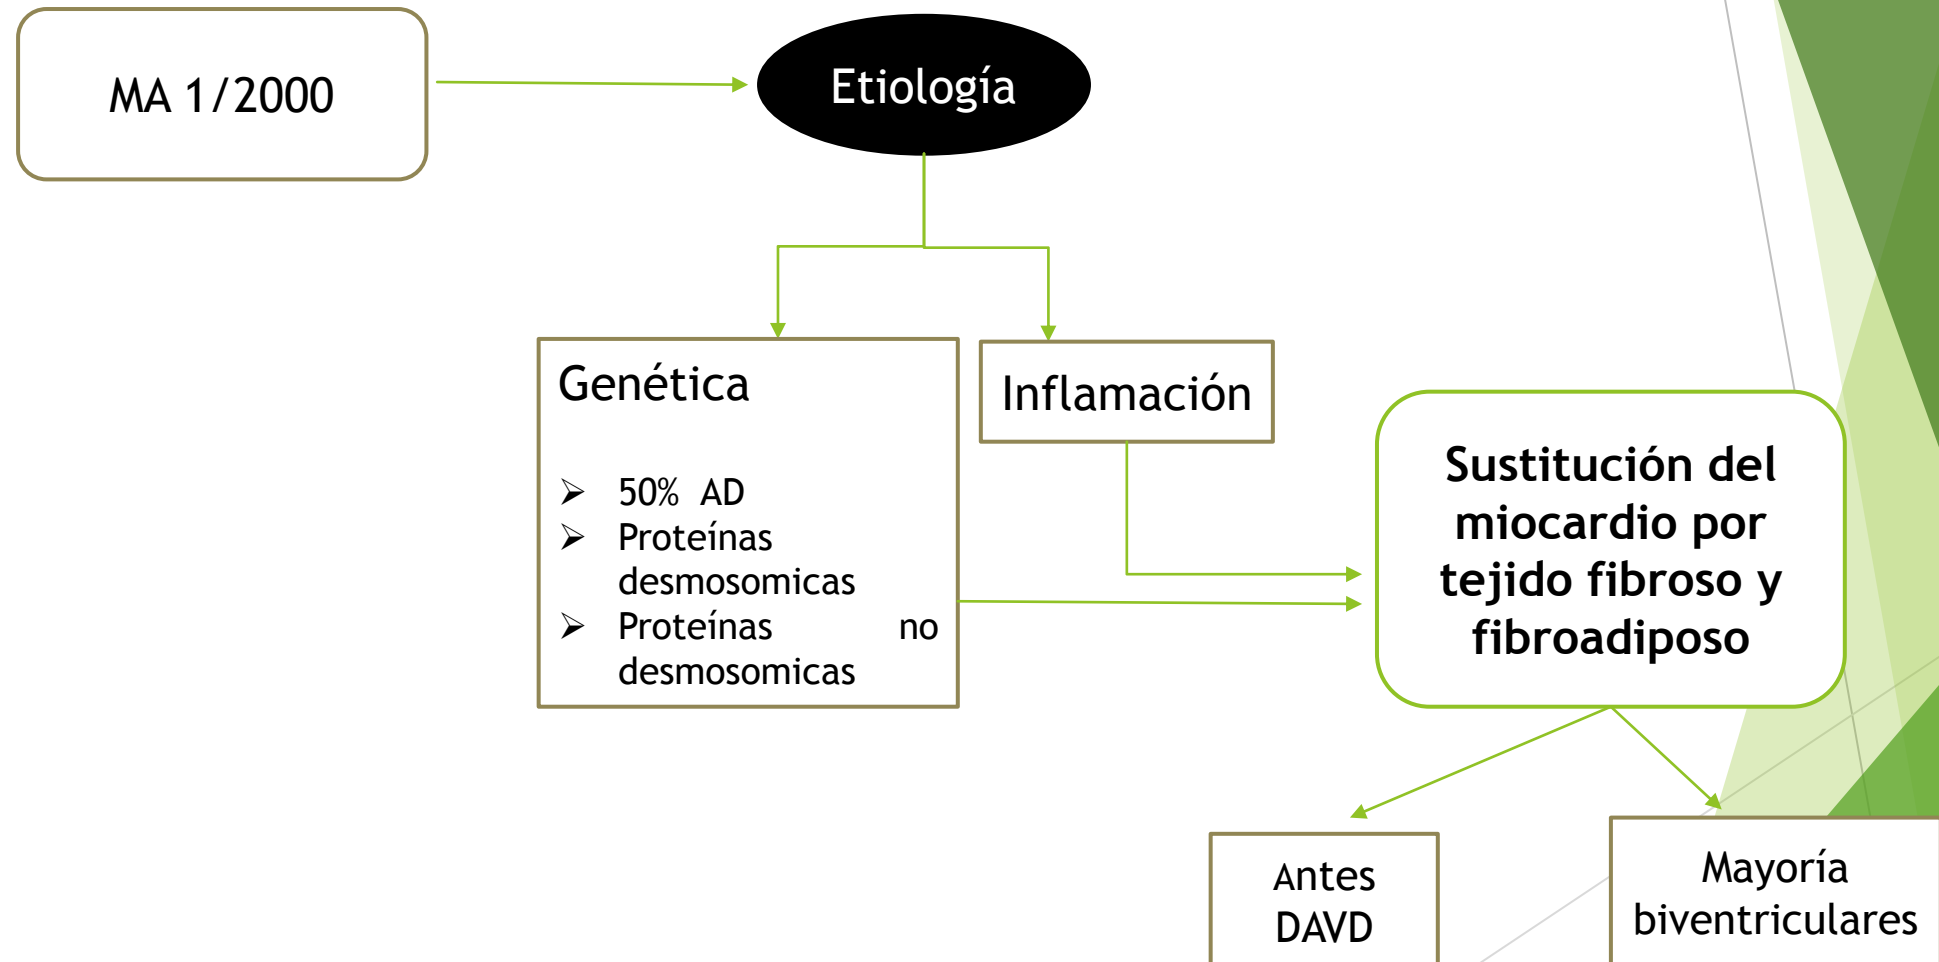 MA 1/2000
Etiología
Genética
➢ 50% AD
➢ Proteínas
desmosomicas
➢ Proteínas no
desmosomicas
Inflamación
Sustitución del
miocardio por
tejido fibroso y
fibroadiposo
Antes
DAVD
Mayoría
biventriculares